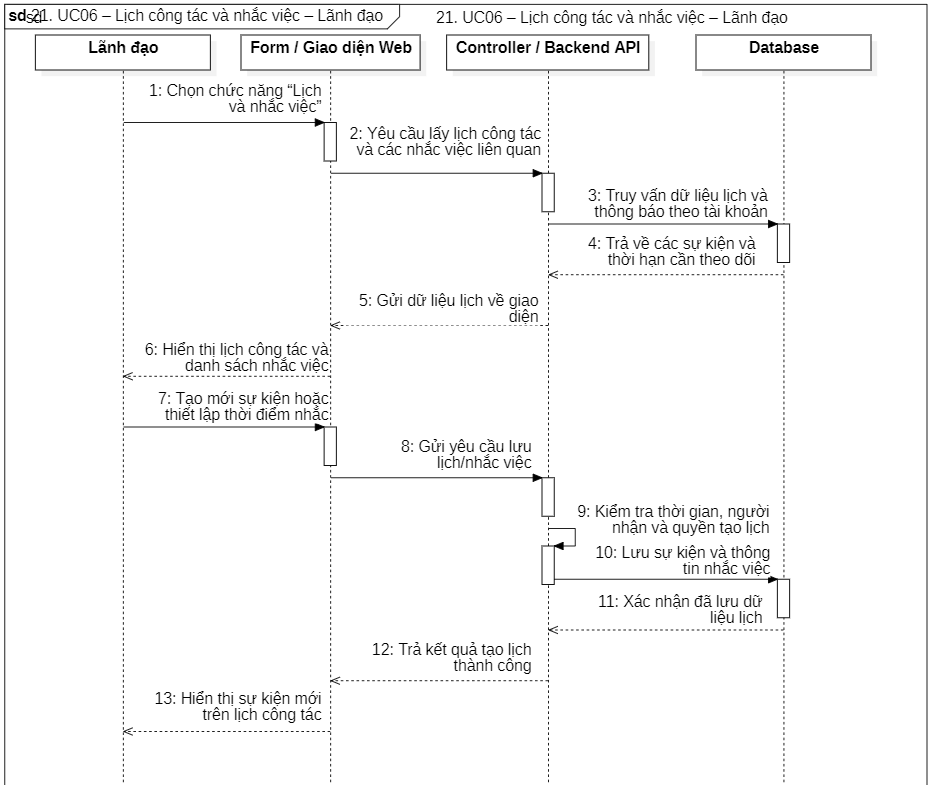 sd 21. UC06 – Lịch công tác và nhắc việc – Lãnh đạo
21. UC06 – Lịch công tác và nhắc việc – Lãnh đạo
Lãnh đạo
Form / Giao diện Web
Controller / Backend API
Database
1: Chọn chức năng “Lịch
và nhắc việc”
2: Yêu cầu lấy lịch công tác
và các nhắc việc liên quan
3: Truy vấn dữ liệu lịch và
thông báo theo tài khoản
4: Trả về các sự kiện và
thời hạn cần theo dõi
5: Gửi dữ liệu lịch về giao
diện
6: Hiển thị lịch công tác và
danh sách nhắc việc
7: Tạo mới sự kiện hoặc
thiết lập thời điểm nhắc
8: Gửi yêu cầu lưu
lịch/nhắc việc
9: Kiểm tra thời gian, người
nhận và quyền tạo lịch
10: Lưu sự kiện và thông
tin nhắc việc
11: Xác nhận đã lưu dữ
liệu lịch
12: Trả kết quả tạo lịch
thành công
13: Hiển thị sự kiện mới
trên lịch công tác